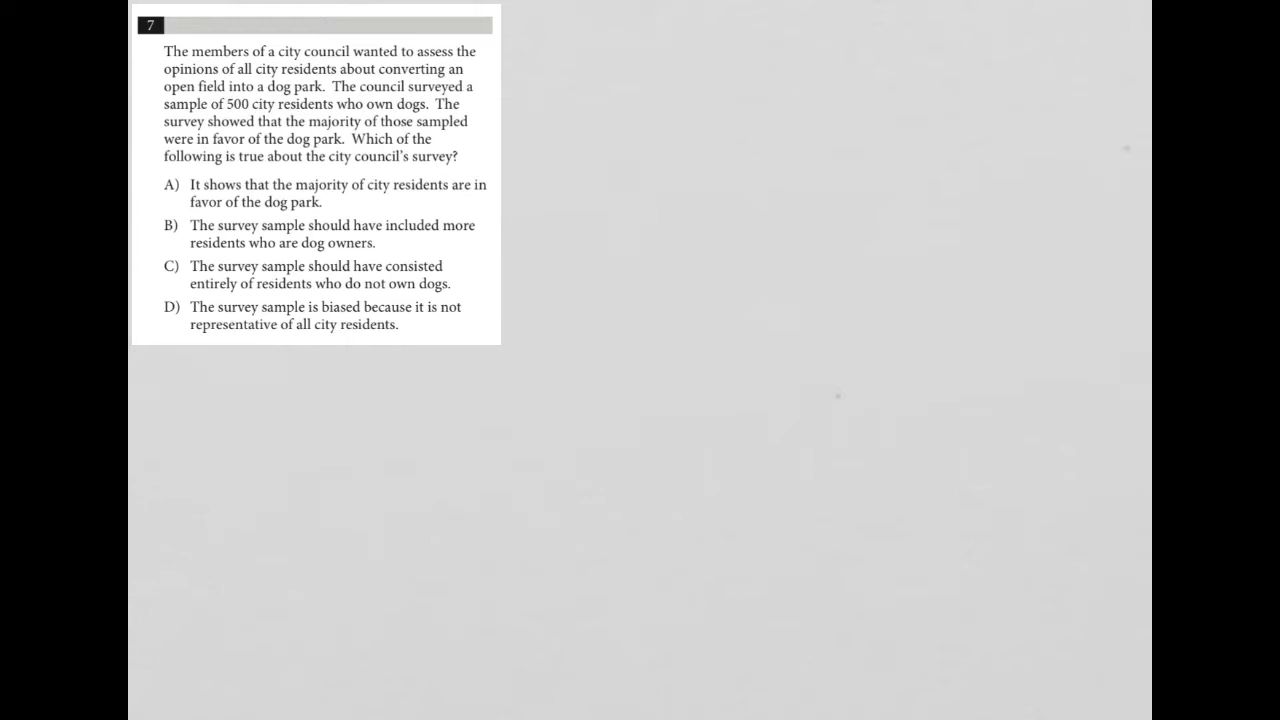 7
The members of a city council wanted to assess the
opinions of all city residents about converting an
open field into a dog park. The council surveyed a
sample of 500 city residents who own dogs. The
survey showed that the majority of those sampled
were in favor of the dog park. Which of the
following is true about the city council's survey?
A) It shows that the majority of city residents are in
favor of the dog park.
B) The survey sample should have included more
residents who are dog owners.
C) The survey sample should have consisted
entirely of residents who do not own dogs.
D) The survey sample is biased because it is not
representative of all city residents.